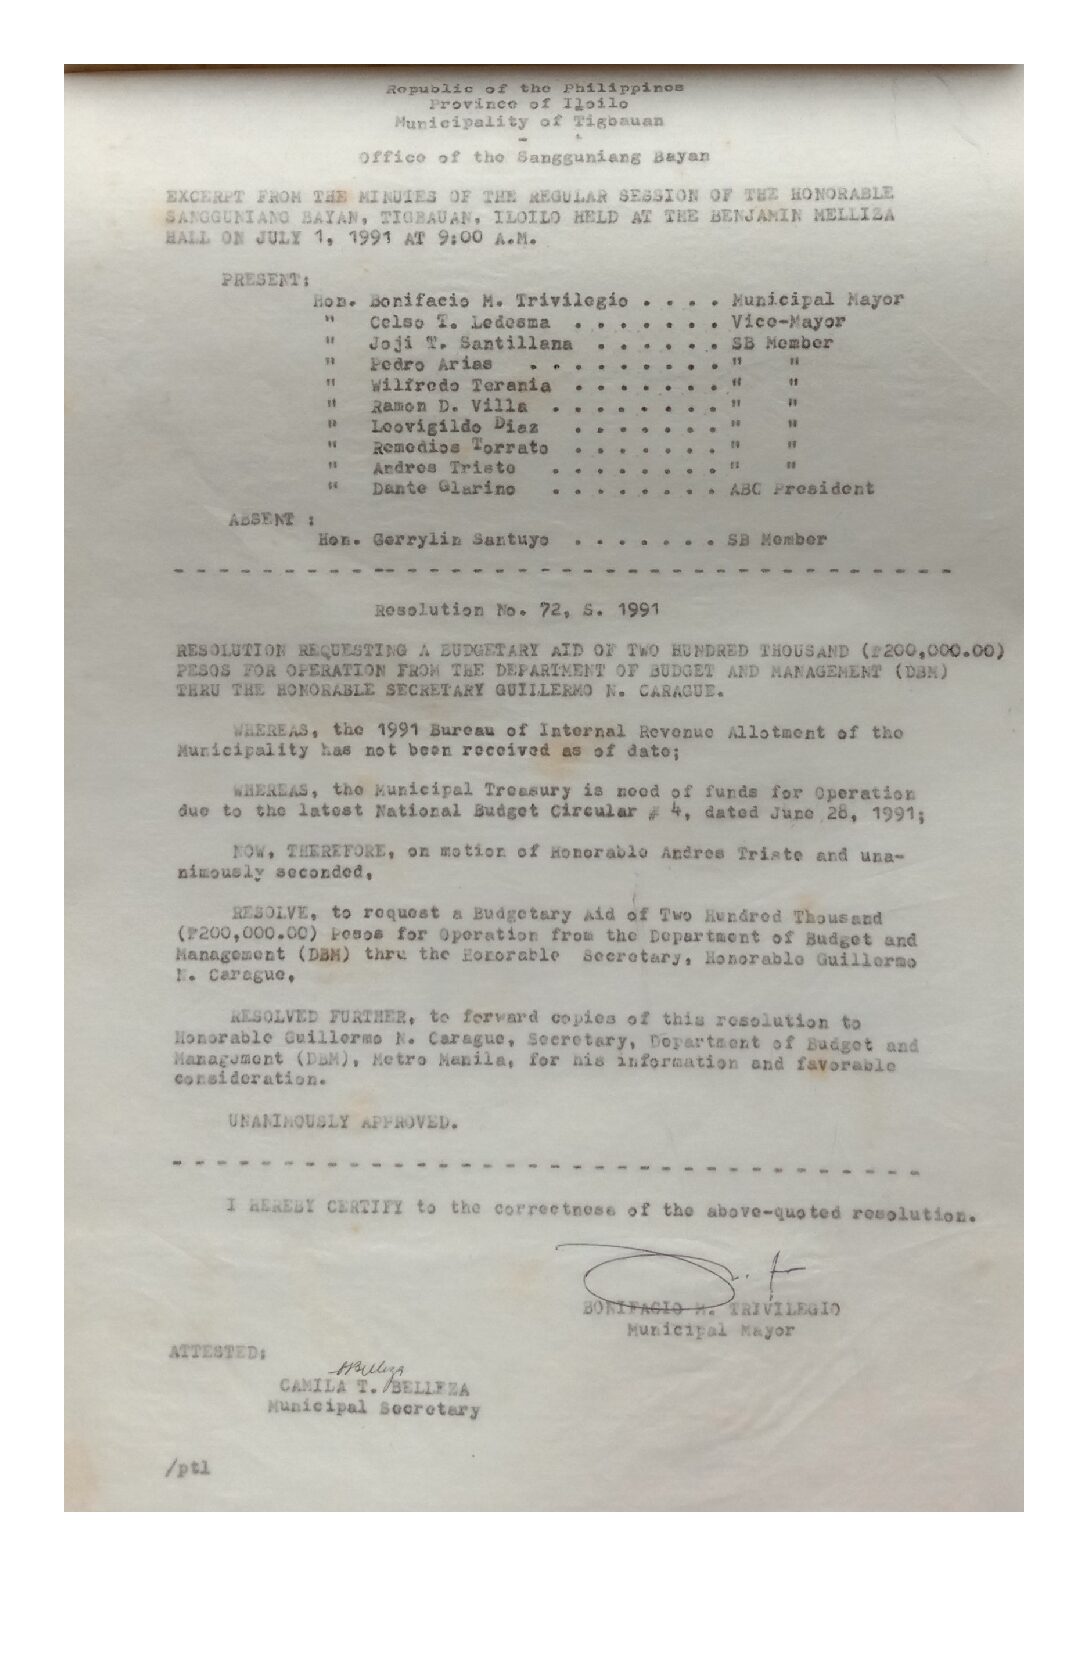 Republic of the Philippines
Province of Iloilo
Municipality of Tigbauan
Office of the Sangguniang Bayan
EXCERPT FROM THE MINUTES OF THE REGULAR SESSION OF THE HONORABLE
SANGGUNIANG BAYAN, TIGBAUAN, ILOILO HELD AT THE BENJAMIN MELLIZA
HALL ON JULY 1, 1991 AT 9:00 A.M.
PRESENT:
Hon. Bonifacio M. Trivilegio . . . . Municipal Mayor
" Celso T. Ledesma . . . . . . . Vice-Mayor
" Joji T. Santillana . . . . . . SB Member
" Pedro Arias . . . . . . . . . " "
" Wilfredo Terania . . . . . . . " "
" Ramon D. Villa . . . . . . . . " "
" Leovigildo Diaz . . . . . . . " "
" Remedios Torrato . . . . . . . " "
" Andres Tristo . . . . . . . . " "
" Dante Glarino . . . . . . . . ABC President
ABSENT :
Hon. Gerrylin Santuyo . . . . . . . SB Member
- - - - - - - - - - - - - - - - - - - - - - - - - - - - - - - - - - -
Resolution No. 72, S. 1991
RESOLUTION REQUESTING A BUDGETARY AID OF TWO HUNDRED THOUSAND (₱200,000.00)
PESOS FOR OPERATION FROM THE DEPARTMENT OF BUDGET AND MANAGEMENT (DBM)
THRU THE HONORABLE SECRETARY GUILLERMO N. CARAGUE.
WHEREAS, the 1991 Bureau of Internal Revenue Allotment of the
Municipality has not been received as of date;
WHEREAS, the Municipal Treasury is need of funds for Operation
due to the latest National Budget Circular # 4, dated June 28, 1991;
NOW, THEREFORE, on motion of Honorable Andres Tristo and una-
nimously seconded,
RESOLVE, to request a Budgetary Aid of Two Hundred Thousand
(₱200,000.00) Pesos for Operation from the Department of Budget and
Management (DBM) thru the Honorable Secretary, Honorable Guillermo
N. Carague,
RESOLVED FURTHER, to forward copies of this resolution to
Honorable Guillermo N. Carague, Secretary, Department of Budget and
Management (DBM), Metro Manila, for his information and favorable
consideration.
UNANIMOUSLY APPROVED.
- - - - - - - - - - - - - - - - - - - - - - - - - - - - - - - - - -
I HEREBY CERTIFY to the correctness of the above-quoted resolution.
BONIFACIO M. TRIVILEGIO
Municipal Mayor
ATTESTED:
CAMILA T. BELLEZA
Municipal Secretary
/ptl